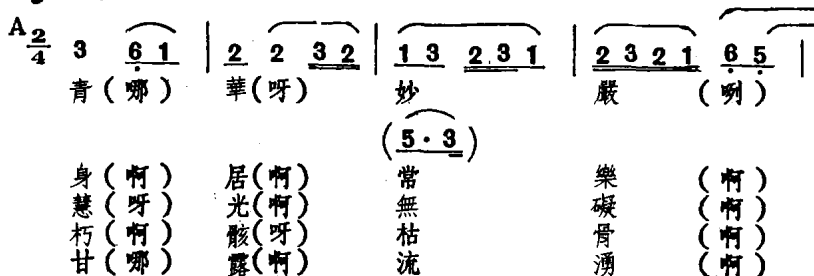 A 2/4 3 6 1 | 2 2 3 2 | 1 3 2 3 1 | 2 3 2 1 6 5 |
青(哪) 華(呀) 妙 嚴 (咧)
(5·3)
身(啊) 居(啊) 常 樂 (啊)
慧(呀) 光(啊) 無 礙 (啊)
朽(啊) 骸(呀) 枯 骨 (啊)
甘(哪) 露(啊) 流 湧 (啊)